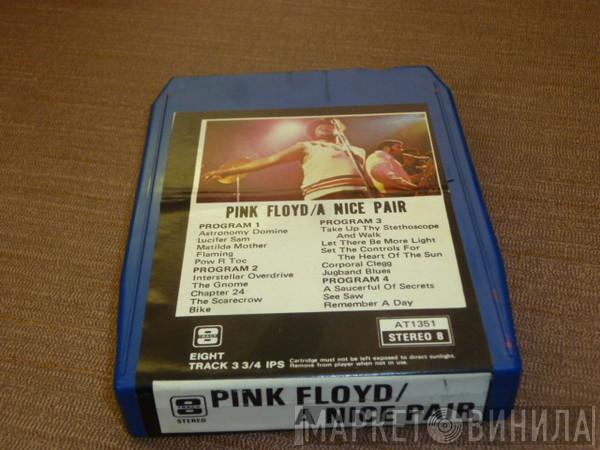 PINK FLOYD/A NICE PAIR
PROGRAM 1
Astronomy Domine
Lucifer Sam
Matilda Mother
Flaming
Pow R Toc
PROGRAM 2
Interstellar Overdrive
The Gnome
Chapter 24
The Scarecrow
Bike
PROGRAM 3
Take Up Thy Stethoscope
And Walk
Let There Be More Light
Set The Controls For
The Heart Of The Sun
Corporal Clegg
Jugband Blues
PROGRAM 4
A Saucerful Of Secrets
See Saw
Remember A Day
8
TRACK
EIGHT
TRACK 3 3/4 IPS
Cartridge must not be left exposed to direct sunlight.
Remove from player when not in use.
AT1351
STEREO 8
8
TRACK
STEREO
PINK FLOYD/
A NICE PAIR
МАРКЕТ ВИНИЛА